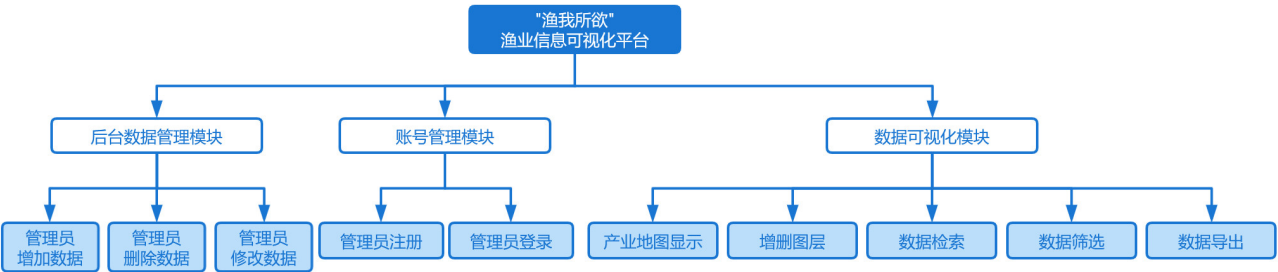 "渔我所欲"
渔业信息可视化平台
后台数据管理模块
账号管理模块
数据可视化模块
管理员
增加数据
管理员
删除数据
管理员
修改数据
管理员注册
管理员登录
产业地图显示
增删图层
数据检索
数据筛选
数据导出